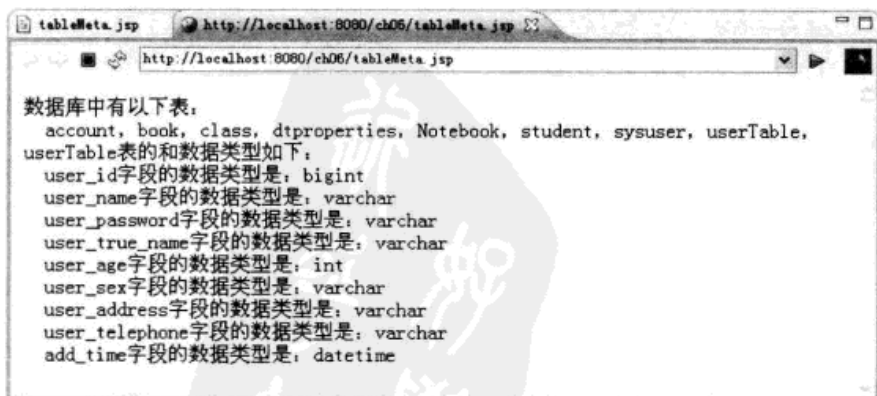 tableMeta.jsp
http://localhost:8080/ch06/tableMeta.jsp
http://localhost:8080/ch06/tableMeta.jsp
数据库中有以下表：
account, book, class, dtproperties, Notebook, student, sysuser, userTable,
userTable表的和数据类型如下：
user_id字段的数据类型是：bigint
user_name字段的数据类型是：varchar
user_password字段的数据类型是：varchar
user_true_name字段的数据类型是：varchar
user_age字段的数据类型是：int
user_sex字段的数据类型是：varchar
user_address字段的数据类型是：varchar
user_telephone字段的数据类型是：varchar
add_time字段的数据类型是：datetime